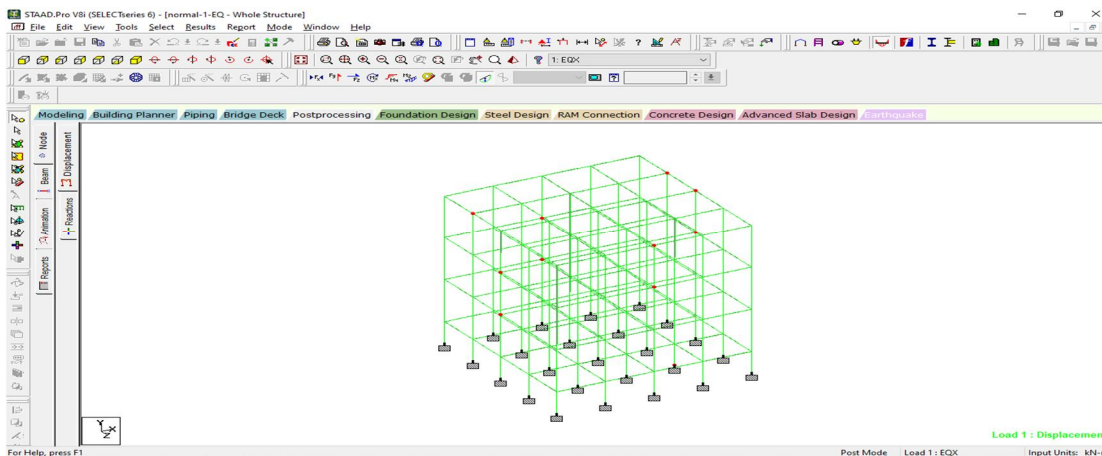 STAAD.Pro V8i (SELECTseries 6) - [normal-1-EQ - Whole Structure]
File Edit View Tools Select Results Report Mode Window Help
1: EQX
Modeling Building Planner Piping Bridge Deck Postprocessing Foundation Design Steel Design RAM Connection Concrete Design Advanced Slab Design Earthquake
Node
Beam
Animation
Reports
Displacement
Reactions
Y
X
Z
Load 1 : Displacemen
For Help, press F1
Post Mode Load 1 : EQX Input Units: kN-